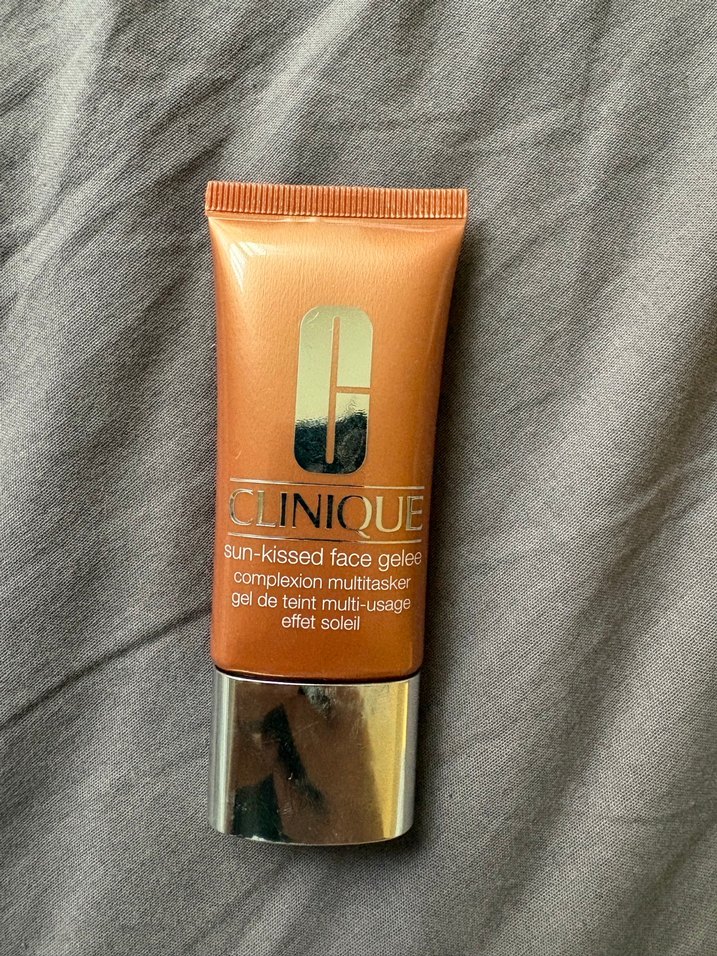 C
CLINIQUE
sun-kissed face gelee
complexion multitasker
gel de teint multi-usage
effet soleil